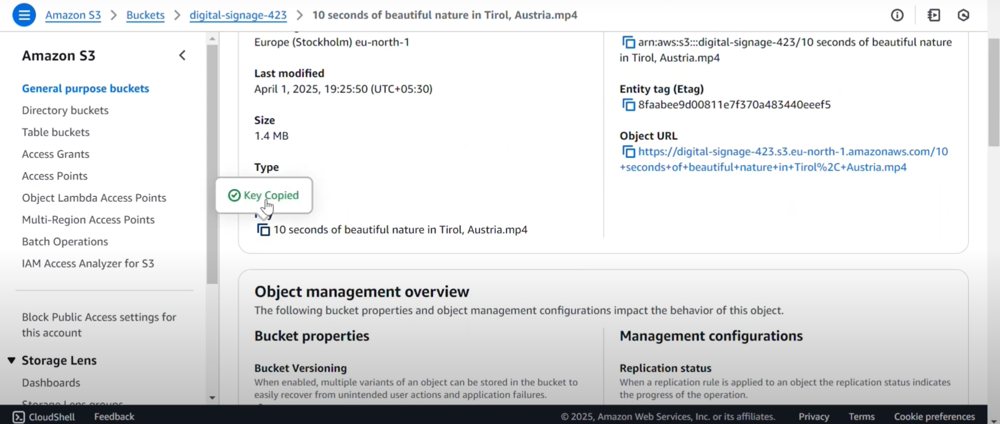 Amazon S3 > Buckets > digital-signage-423 > 10 seconds of beautiful nature in Tirol, Austria.mp4
Amazon S3
General purpose buckets
Directory buckets
Table buckets
Access Grants
Access Points
Object Lambda Access Points
Multi-Region Access Points
Batch Operations
IAM Access Analyzer for S3
Block Public Access settings for
this account
Storage Lens
Dashboards
Storage Lens groups
Europe (Stockholm) eu-north-1
Last modified
April 1, 2025, 19:25:50 (UTC+05:30)
Size
1.4 MB
Type
Key Copied
10 seconds of beautiful nature in Tirol, Austria.mp4
arn:aws:s3:::digital-signage-423/10 seconds of beautiful nature
in Tirol, Austria.mp4
Entity tag (Etag)
8faabee9d00811e7f370a483440eeef5
Object URL
https://digital-signage-423.s3.eu-north-1.amazonaws.com/10
+seconds+of+beautiful+nature+in+Tirol%2C+Austria.mp4
Object management overview
The following bucket properties and object management configurations impact the behavior of this object.
Bucket properties
Bucket Versioning
When enabled, multiple variants of an object can be stored in the bucket to
easily recover from unintended user actions and application failures.
Management configurations
Replication status
When a replication rule is applied to an object the replication status indicates
the progress of the operation.
CloudShell Feedback © 2025, Amazon Web Services, Inc. or its affiliates. Privacy Terms Cookie preferences